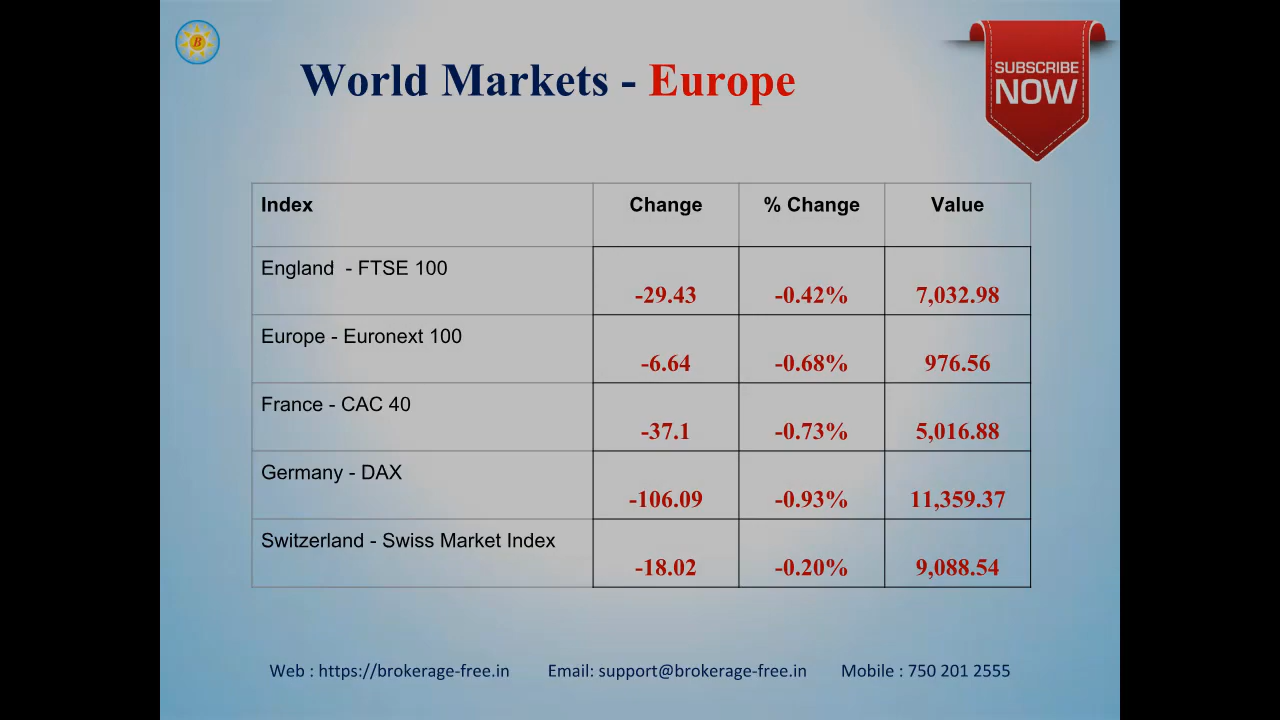 B
World Markets - Europe
SUBSCRIBE
NOW
Index Change % Change Value
England - FTSE 100 -29.43 -0.42% 7,032.98
Europe - Euronext 100 -6.64 -0.68% 976.56
France - CAC 40 -37.1 -0.73% 5,016.88
Germany - DAX -106.09 -0.93% 11,359.37
Switzerland - Swiss Market Index -18.02 -0.20% 9,088.54
Web : https://brokerage-free.in Email: support@brokerage-free.in Mobile : 750 201 2555